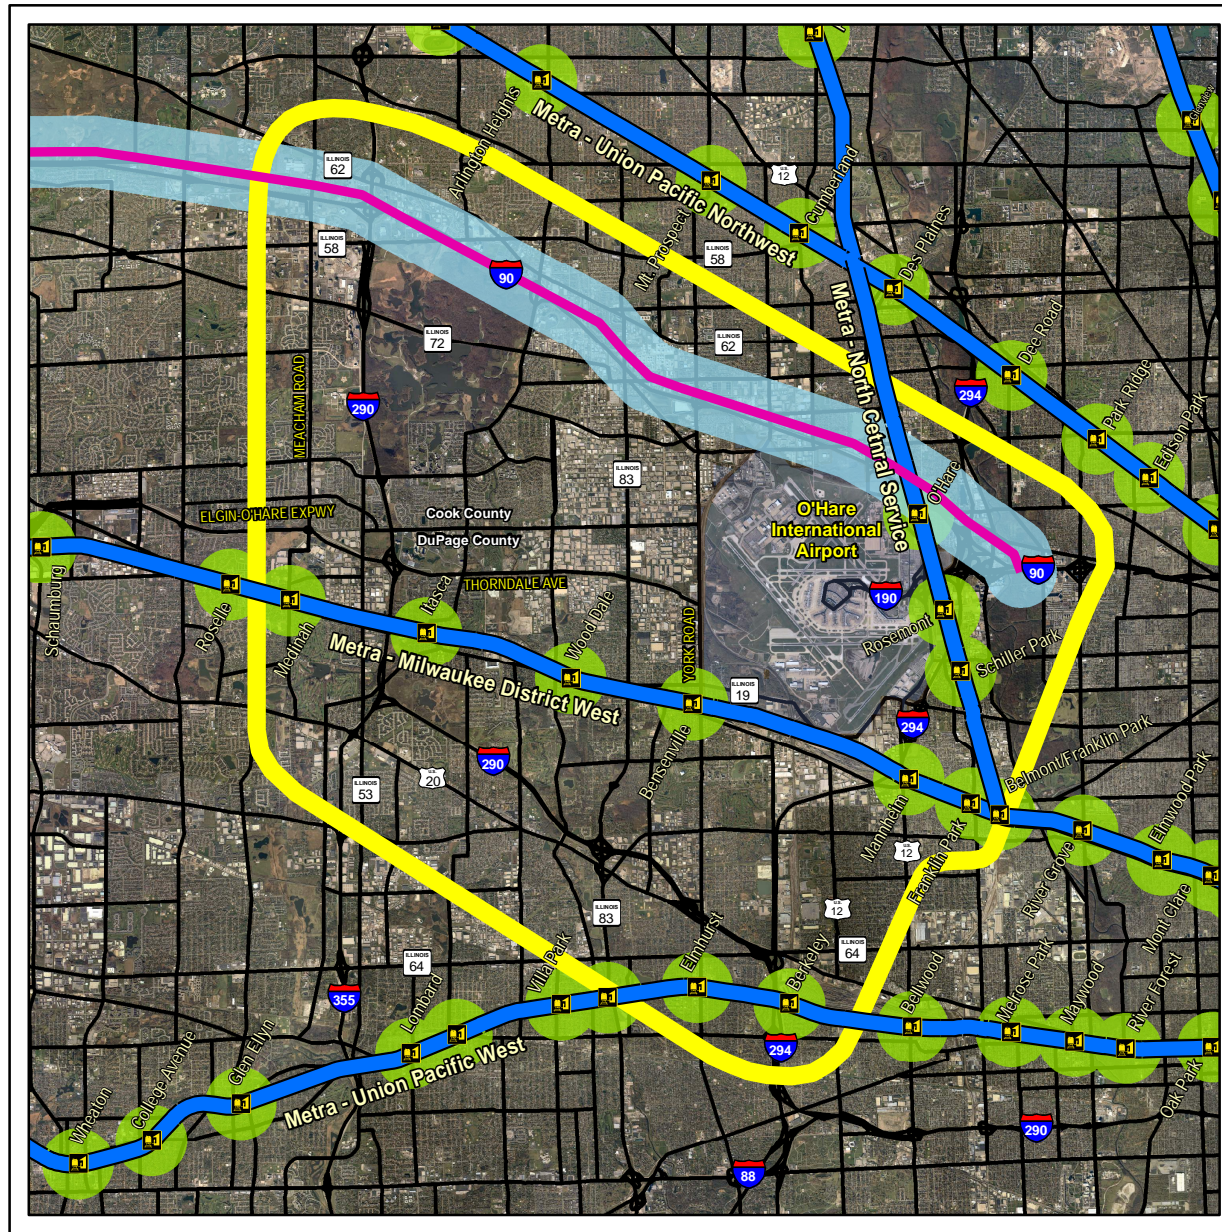 Glenview
Arlington Heights
Metra - Union Pacific Northwest
ILLINOIS
62
U.S.
12
Cumberland
Mt. Prospect
ILLINOIS
58
ILLINOIS
58
Des Plaines
90
Metra - North Cetnral Service
ILLINOIS
72
ILLINOIS
62
Dee Road
MEACHAM ROAD
290
294
Park Ridge
Edison Park
ILLINOIS
83
O'Hare
O'Hare
International
Airport
ELGIN-O'HARE EXPWY
Cook County
DuPage County
THORNDALE AVE
190
90
Schaumburg
Roselle
Medinah
Itasca
Wood Dale
YORK ROAD
Rosemont
Schiller Park
Metra - Milwaukee District West
ILLINOIS
19
294
290
Bensenville
Belmont/Franklin Park
U.S.
20
ILLINOIS
53
Mannheim
Franklin Park
U.S.
12
River Grove
Elmwood Park
Mont Clare
ILLINOIS
83
U.S.
12
ILLINOIS
64
ILLINOIS
64
Villa Park
Elmhurst
Berkeley
Bellwood
Melrose Park
Maywood
River Forest
Oak Park
355
Lombard
294
Metra - Union Pacific West
Glen Ellyn
College Avenue
Wheaton
290
88